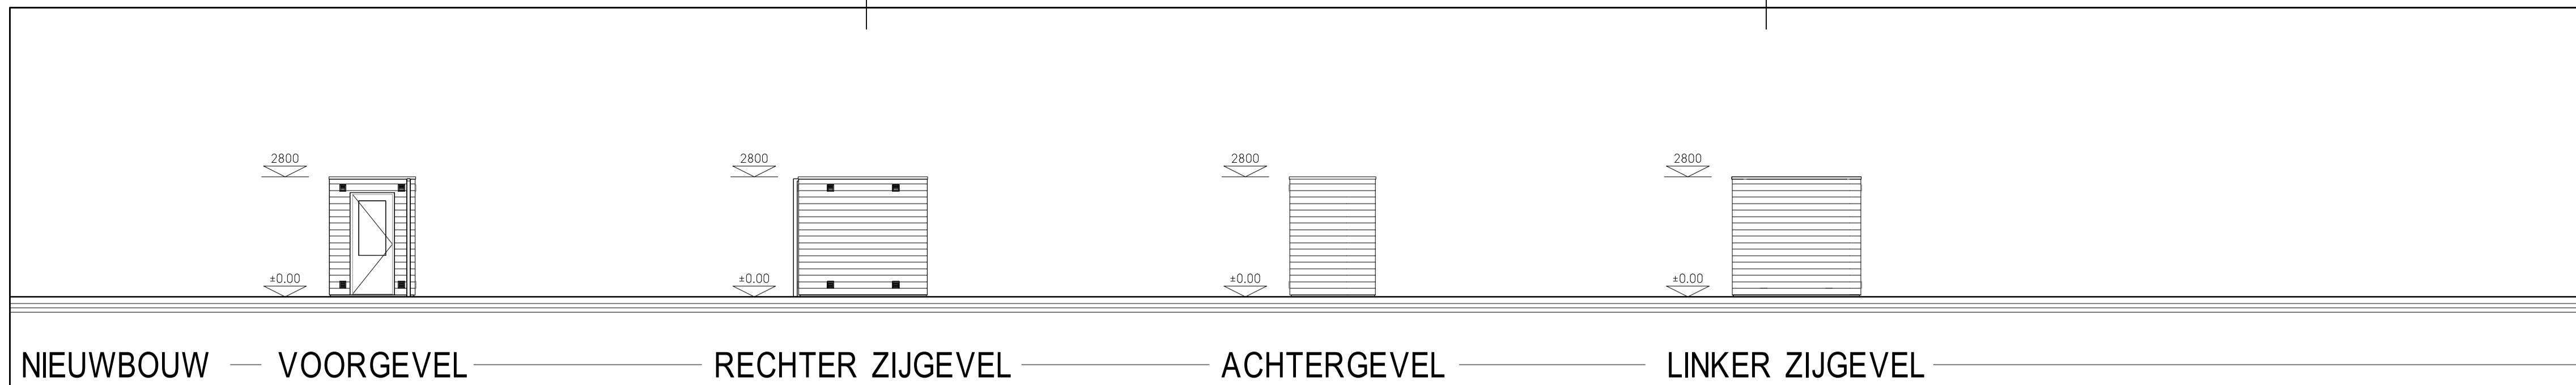 2800 2800 2800 2800
±0.00 ±0.00 ±0.00 ±0.00
NIEUWBOUW VOORGEVEL RECHTER ZIJGEVEL ACHTERGEVEL LINKER ZIJGEVEL